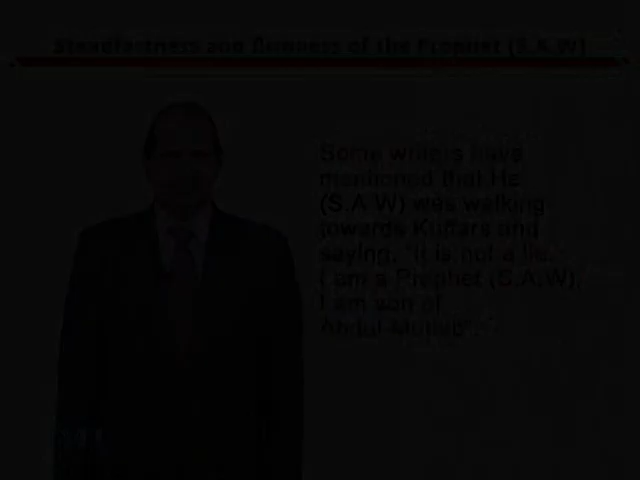 Steadfastness and firmness of the Prophet (S.A.W)
Some writers have
mentioned that He
(S.A.W) was walking
towards Kuffars and
saying, "It is not a lie,
I am a Prophet (S.A.W),
I am son of